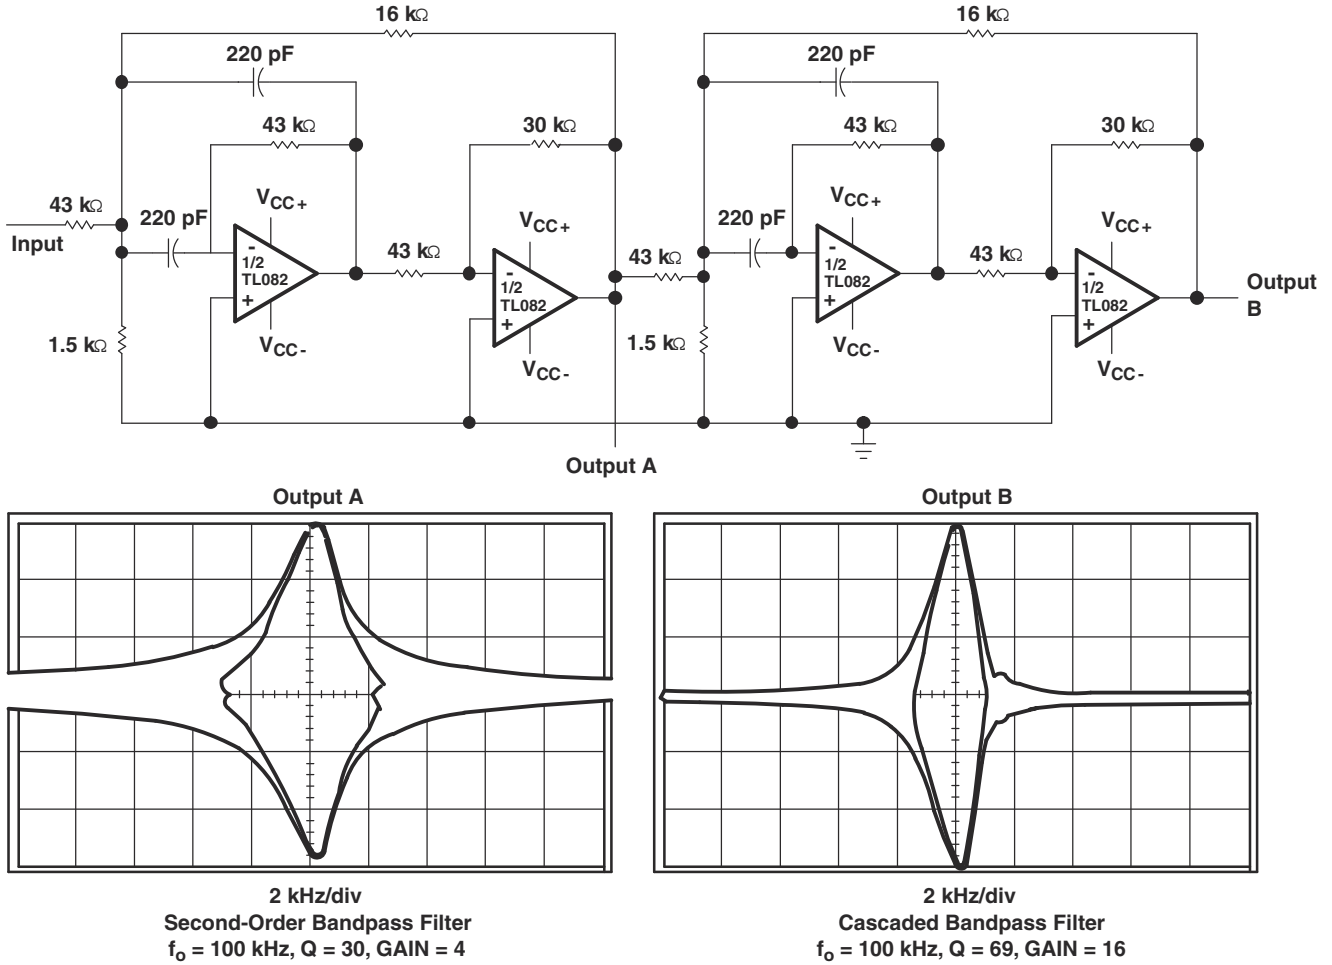 16 kΩ
16 kΩ
220 pF
220 pF
43 kΩ
30 kΩ
43 kΩ
30 kΩ
43 kΩ
Input
220 pF
VCC+
-
1/2
TL082
+
VCC-
43 kΩ
VCC+
-
1/2
TL082
+
VCC-
1.5 kΩ
43 kΩ
220 pF
VCC+
-
1/2
TL082
+
VCC-
43 kΩ
VCC+
-
1/2
TL082
+
VCC-
1.5 kΩ
Output
B
Output A
Output A
Output B
2 kHz/div
Second-Order Bandpass Filter
fo = 100 kHz, Q = 30, GAIN = 4
2 kHz/div
Cascaded Bandpass Filter
fo = 100 kHz, Q = 69, GAIN = 16